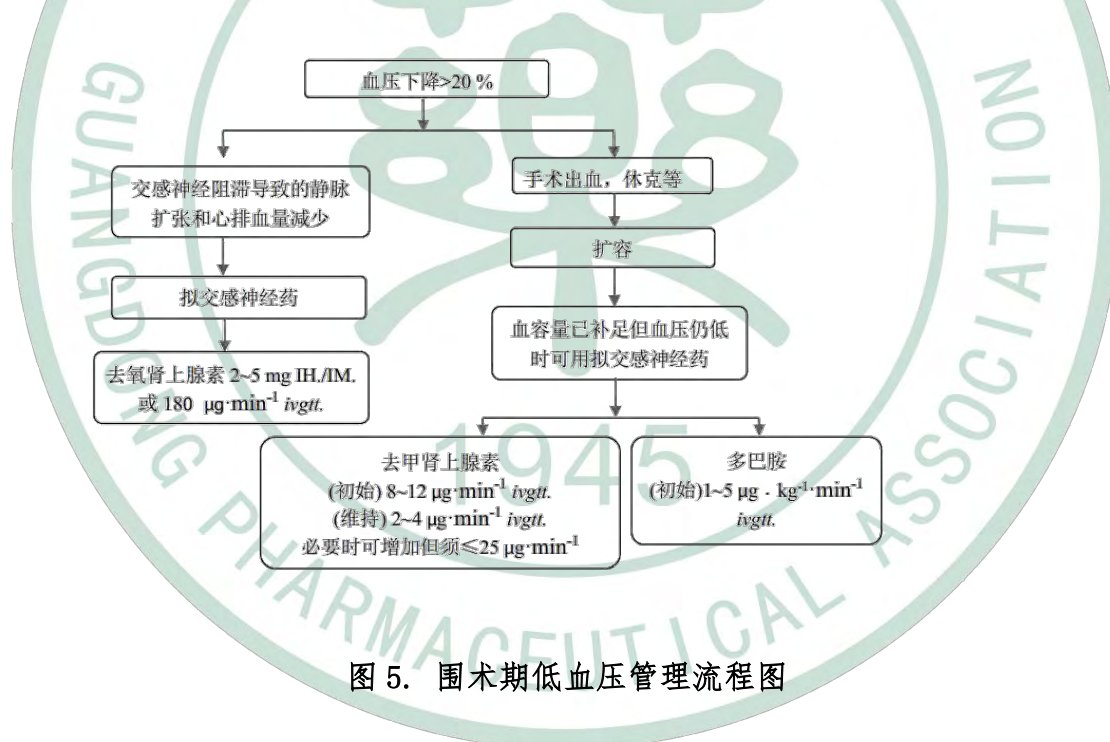 血压下降>20 %
交感神经阻滞导致的静脉
扩张和心排血量减少
拟交感神经药
去氧肾上腺素 2~5 mg IH./IM.
或 180 μg·min⁻¹ ivgtt.
手术出血，休克等
扩容
血容量已补足但血压仍低
时可用拟交感神经药
去甲肾上腺素
(初始) 8~12 μg·min⁻¹ ivgtt.
(维持) 2~4 μg·min⁻¹ ivgtt.
必要时可增加但须≤25 μg·min⁻¹
多巴胺
(初始)1~5 μg · kg⁻¹·min⁻¹
ivgtt.
图 5. 围术期低血压管理流程图
GUANGDONG PHARMACEUTICAL ASSOCIATION
1945